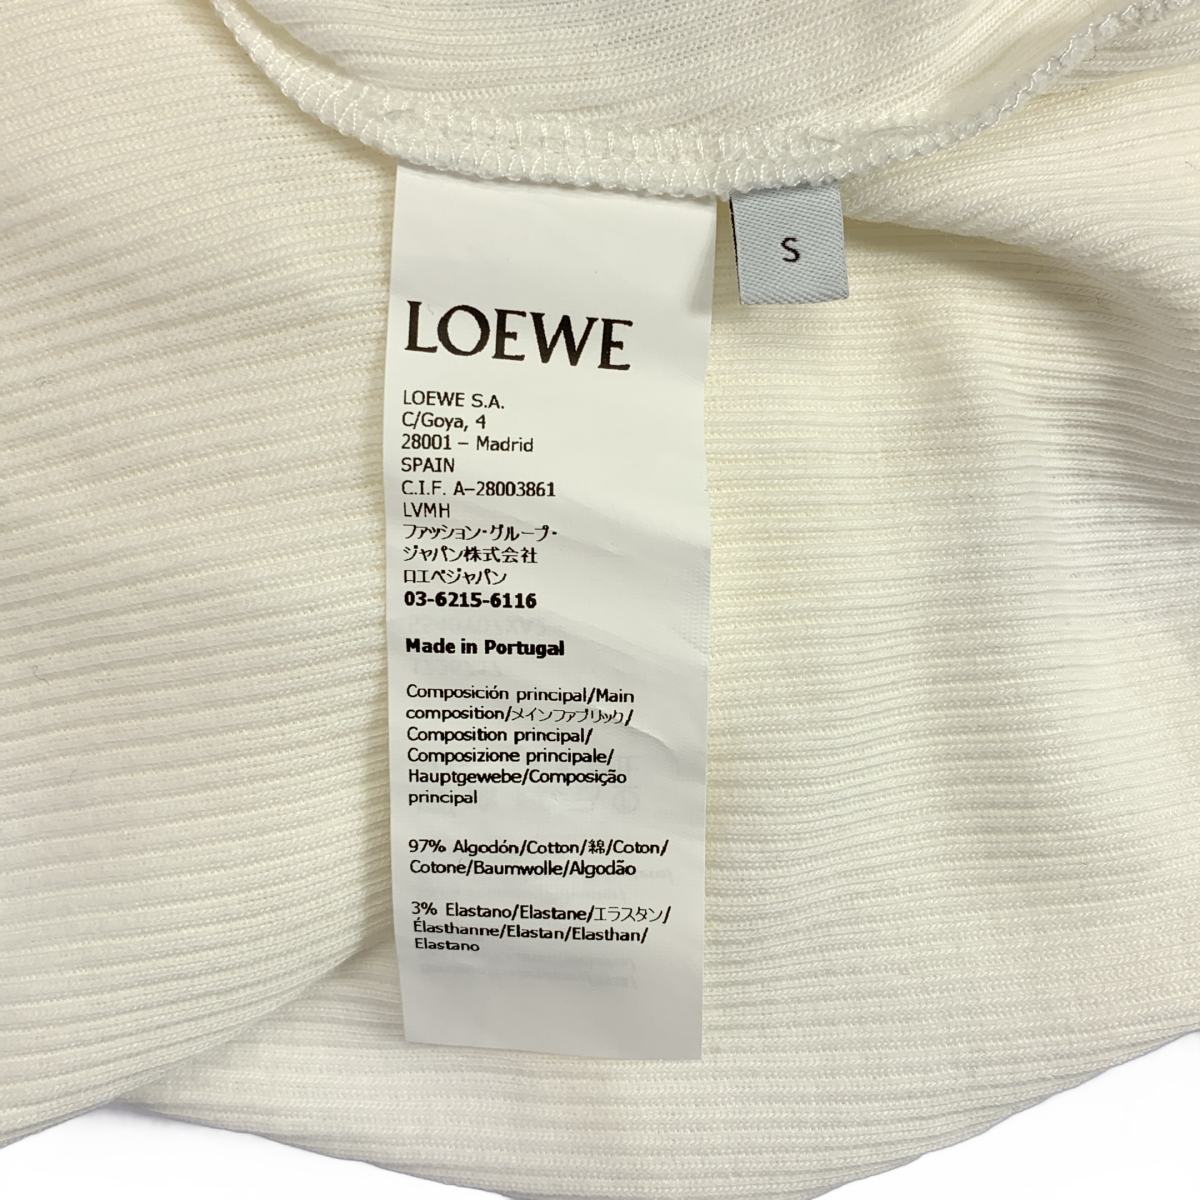 S
LOEWE
LOEWE S.A.
C/Goya, 4
28001 – Madrid
SPAIN
C.I.F. A-28003861
LVMH
ファッション・グループ・
ジャパン株式会社
ロエベジャパン
03-6215-6116
Made in Portugal
Composición principal/Main
composition/メインファブリック/
Composition principal/
Composizione principale/
Hauptgewebe/Composição
principal
97% Algodón/Cotton/綿/Coton/
Cotone/Baumwolle/Algodão
3% Elastano/Elastane/エラスタン/
Élasthanne/Elastan/Elasthan/
Elastano